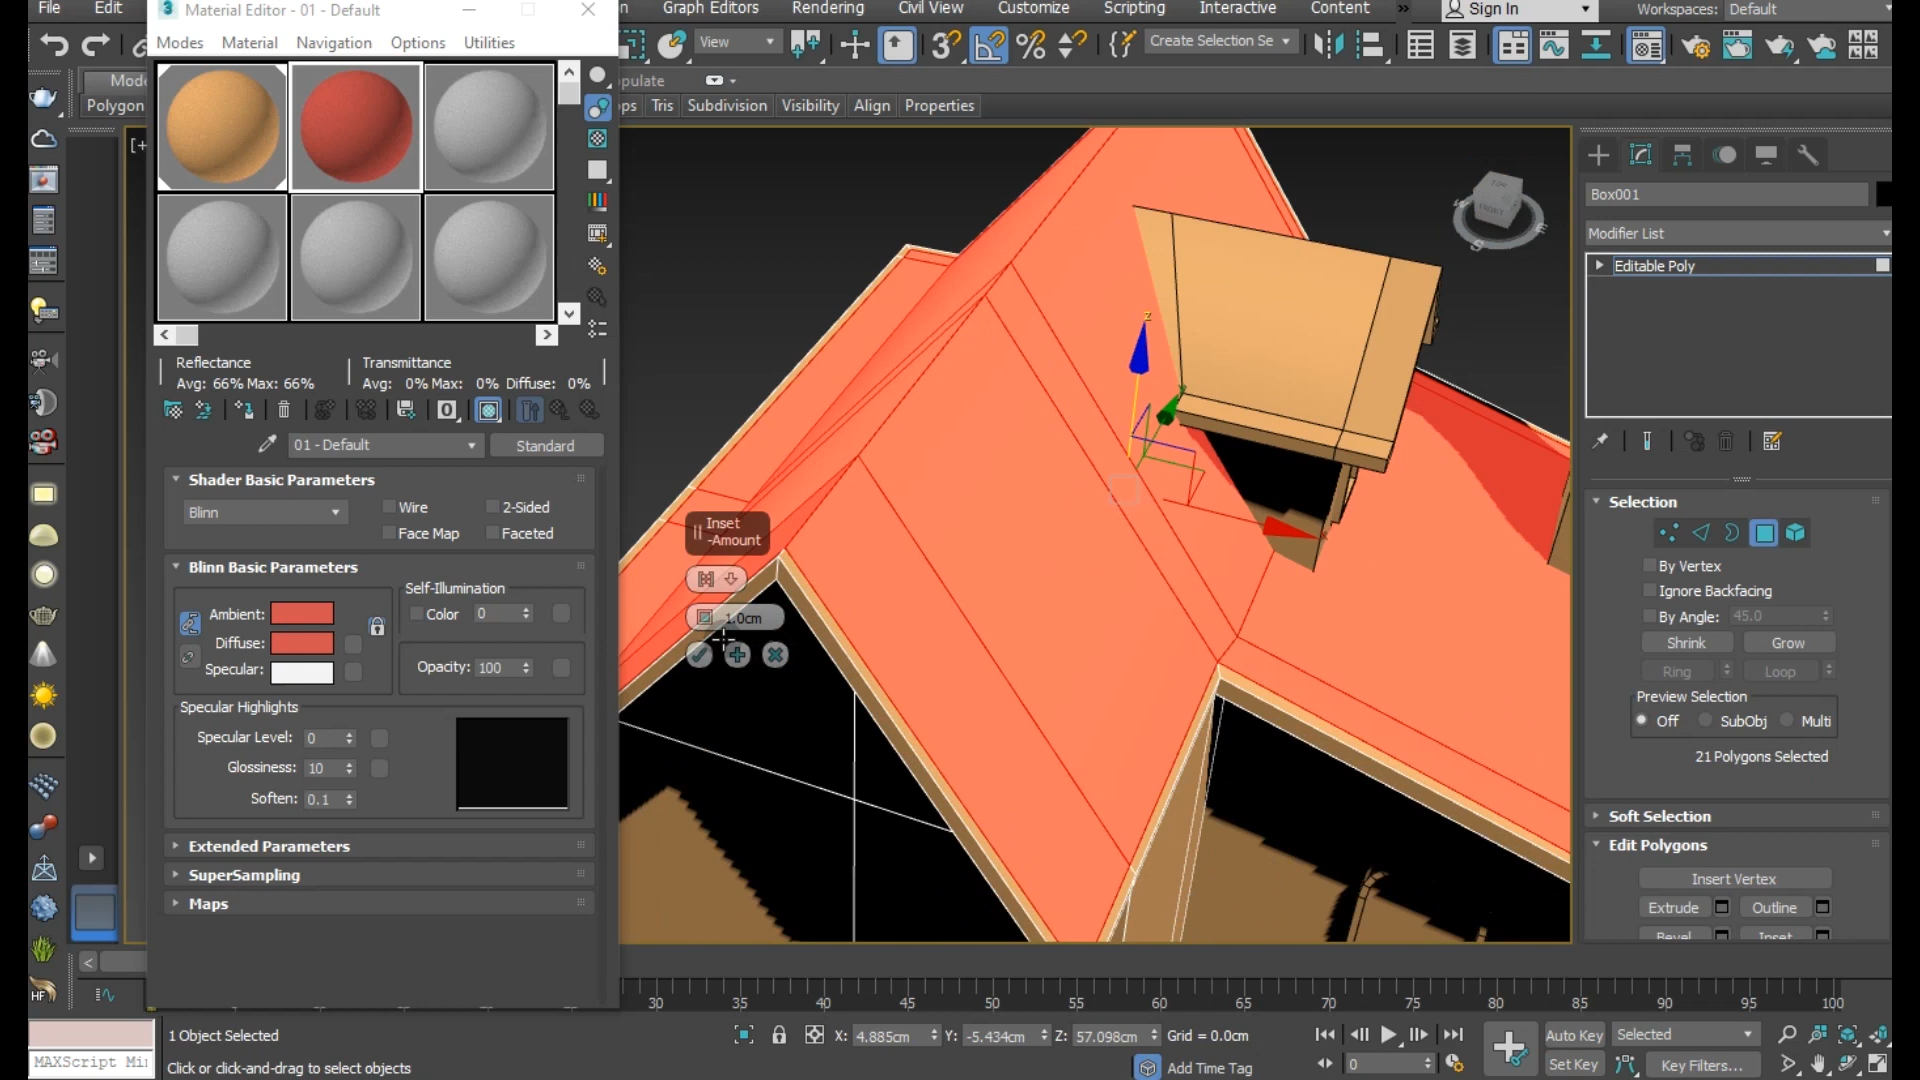 File Edit
Material Editor - 01 - Default
Graph Editors Rendering Civil View Customize Scripting Interactive Content
Sign In
Workspaces: Default
Modes Material Navigation Options Utilities
View
Create Selection Se
Polygon
Tris Subdivision Visibility Align Properties
Reflectance
Avg: 66% Max: 66%
Transmittance
Avg: 0% Max: 0% Diffuse: 0%
01 - Default
Standard
Shader Basic Parameters
Blinn
Wire
2-Sided
Face Map
Faceted
Blinn Basic Parameters
Self-Illumination
Ambient:
Color 0
Diffuse:
Specular:
Opacity: 100
Specular Highlights
Specular Level: 0
Glossiness: 10
Soften: 0.1
Extended Parameters
SuperSampling
Maps
Inset
-Amount
1.0cm
TOP
FRONT
W
S
E
z
Box001
Modifier List
Editable Poly
Selection
By Vertex
Ignore Backfacing
By Angle: 45.0
Shrink Grow
Ring Loop
Preview Selection
Off SubObj Multi
21 Polygons Selected
Soft Selection
Edit Polygons
Insert Vertex
Extrude Outline
Bevel Inset
30 35 40 45 50 55 60 65 70 75 80 85 90 95 100
1 Object Selected
X: 4.885cm Y: -5.434cm Z: 57.098cm Grid = 0.0cm
Auto Key Selected
MAXScript Mi
Click or click-and-drag to select objects
Add Time Tag
0
Set Key Key Filters...